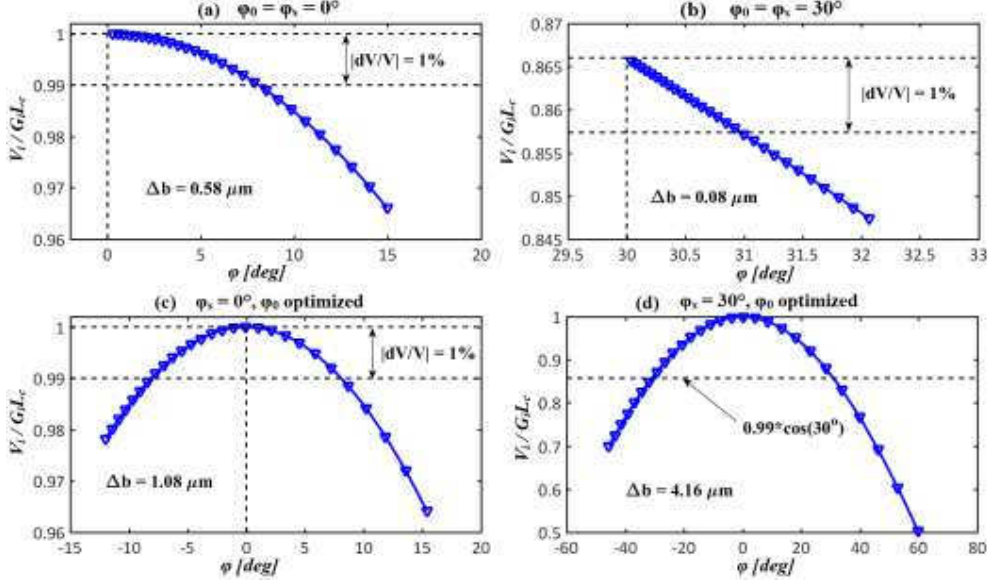 (a) φ₀ = φₛ = 0°
1
0.99
0.98
0.97
0.96
Vᵢ / GᵢL꜀
|dV/V| = 1%
Δb = 0.58 μm
0 5 10 15 20
φ [deg]
(b) φ₀ = φₛ = 30°
0.87
0.865
0.86
0.855
0.85
0.845
Vᵢ / GᵢL꜀
|dV/V| = 1%
Δb = 0.08 μm
29.5 30 30.5 31 31.5 32 32.5 33
φ [deg]
(c) φₛ = 0°, φ₀ optimized
1
0.99
0.98
0.97
0.96
Vᵢ / GᵢL꜀
|dV/V| = 1%
Δb = 1.08 μm
-15 -10 -5 0 5 10 15 20
φ [deg]
(d) φₛ = 30°, φ₀ optimized
1
0.9
0.8
0.7
0.6
0.5
Vᵢ / GᵢL꜀
0.99*cos(30°)
Δb = 4.16 μm
-60 -40 -20 0 20 40 60 80
φ [deg]